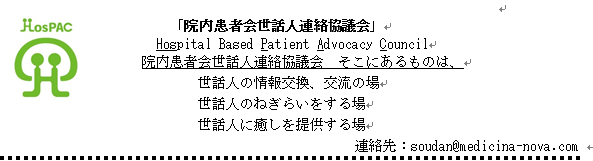 HosPAC
「院内患者会世話人連絡協議会」
Hospital Based Patient Advocacy Council
院内患者会世話人連絡協議会　そこにあるものは、
世話人の情報交換、交流の場
世話人のねぎらいをする場
世話人に癒しを提供する場
連絡先：soudan@medicina-nova.com